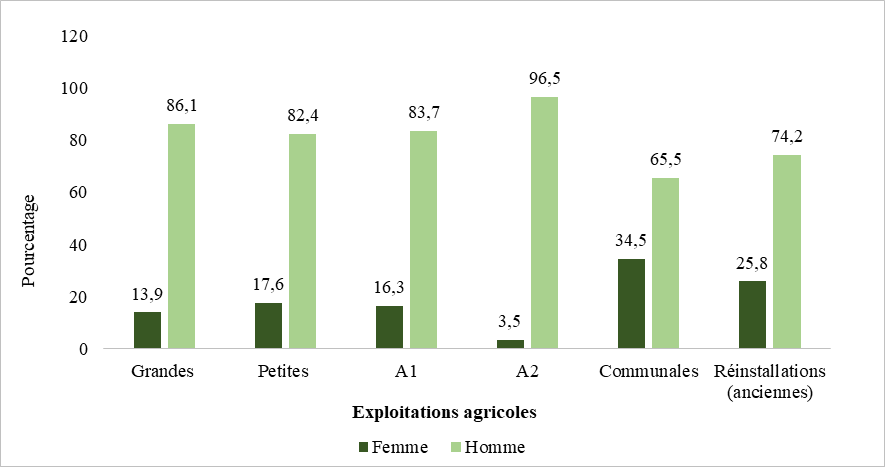 120
100
80
60
40
20
0
Pourcentage
86,1
13,9
82,4
17,6
83,7
16,3
96,5
3,5
65,5
34,5
74,2
25,8
Grandes
Petites
A1
A2
Communales
Réinstallations
(anciennes)
Exploitations agricoles
Femme
Homme